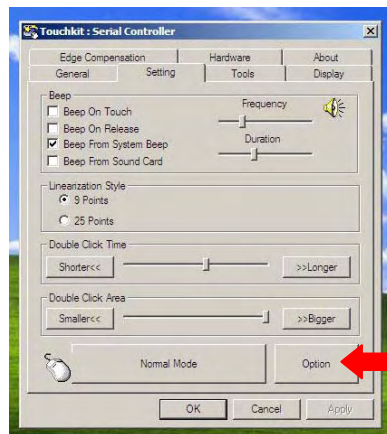 Touchkit : Serial Controller
Edge Compensation Hardware About
General Setting Tools Display
Beep
Beep On Touch
Beep On Release
Beep From System Beep
Beep From Sound Card
Frequency
Duration
Linearization Style
9 Points
25 Points
Double Click Time
Shorter<< >>Longer
Double Click Area
Smaller<< >>Bigger
Normal Mode Option
OK Cancel Apply